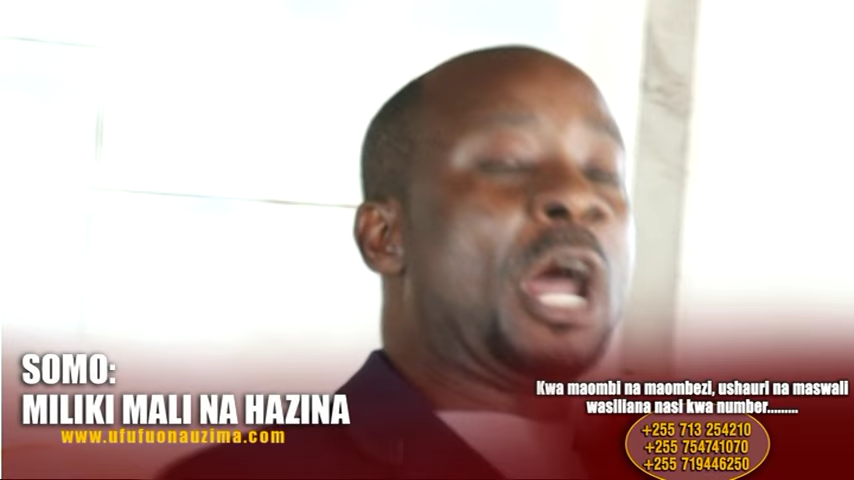 SOMO:
MILIKI MALI NA HAZINA
www.ufufuonauzima.com
Kwa maombi na maombezi, ushauri na maswali
wasiliana nasi kwa number.........
+255 713 254210
+255 754741070
+255 719446250